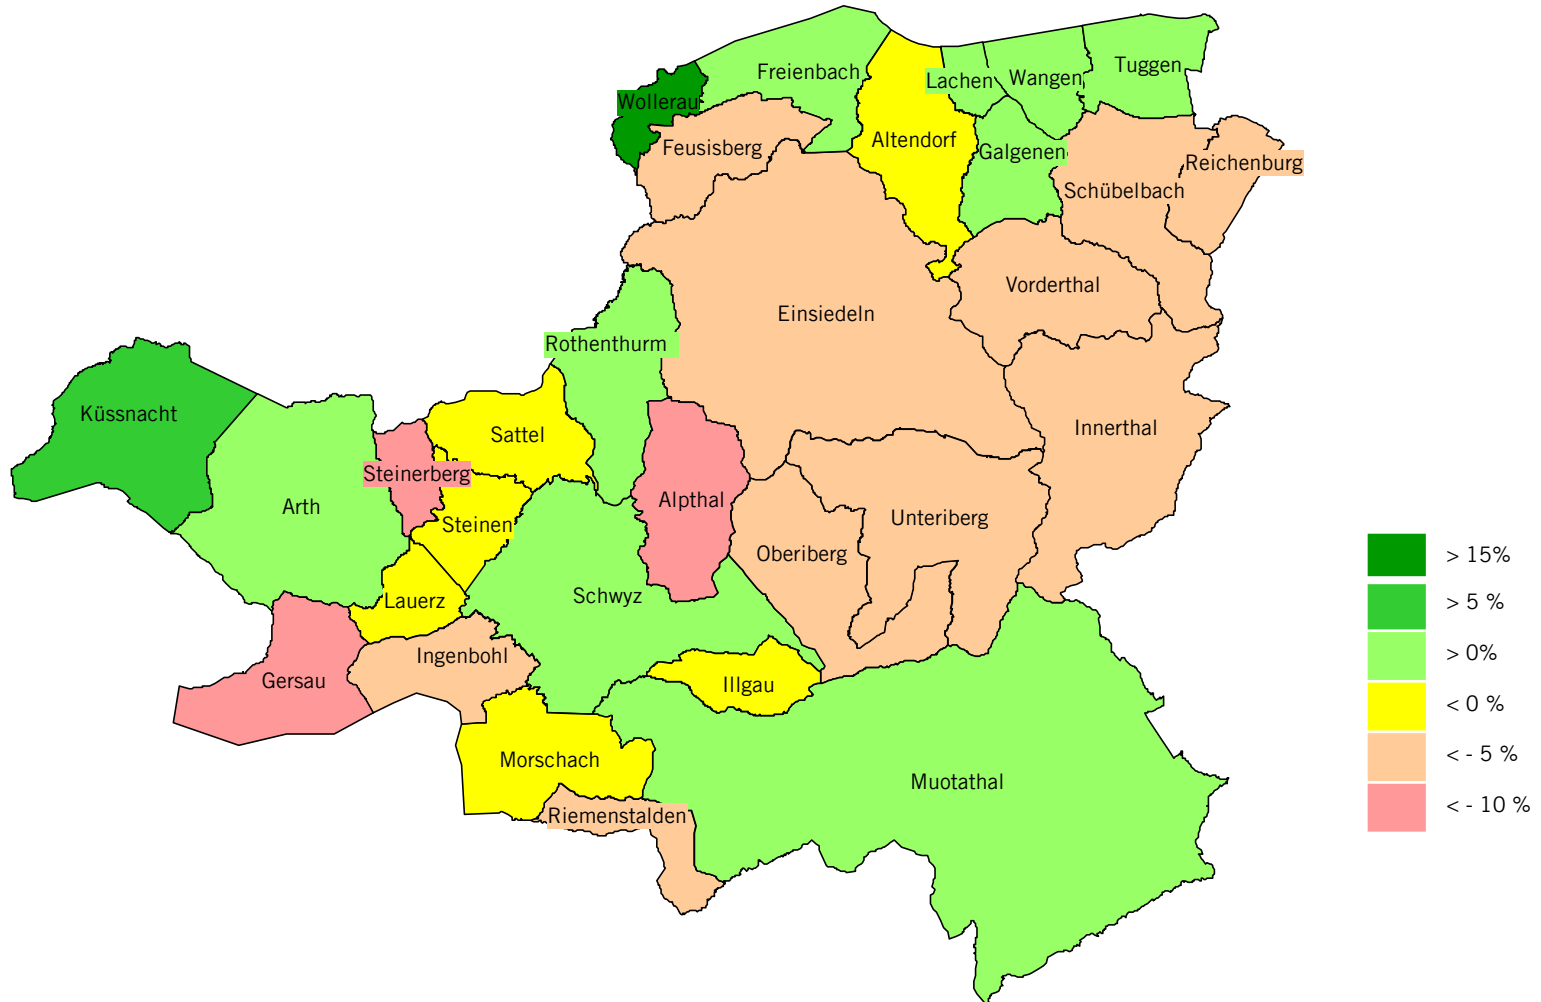 Freienbach
Tuggen
Lachen
Wangen
Wollerau
Altendorf
Feusisberg
Galgenen
Reichenburg
Schübelbach
Vorderthal
Einsiedeln
Rothenthurm
Küssnacht
Sattel
Innerthal
Steinerberg
Alpthal
Arth
Steinen
Unteriberg
Oberiberg
Lauerz
Schwyz
Ingenbohl
Gersau
Illgau
Morschach
Muotathal
Riemenstalden
> 15%
> 5 %
> 0%
< 0 %
< - 5 %
< - 10 %